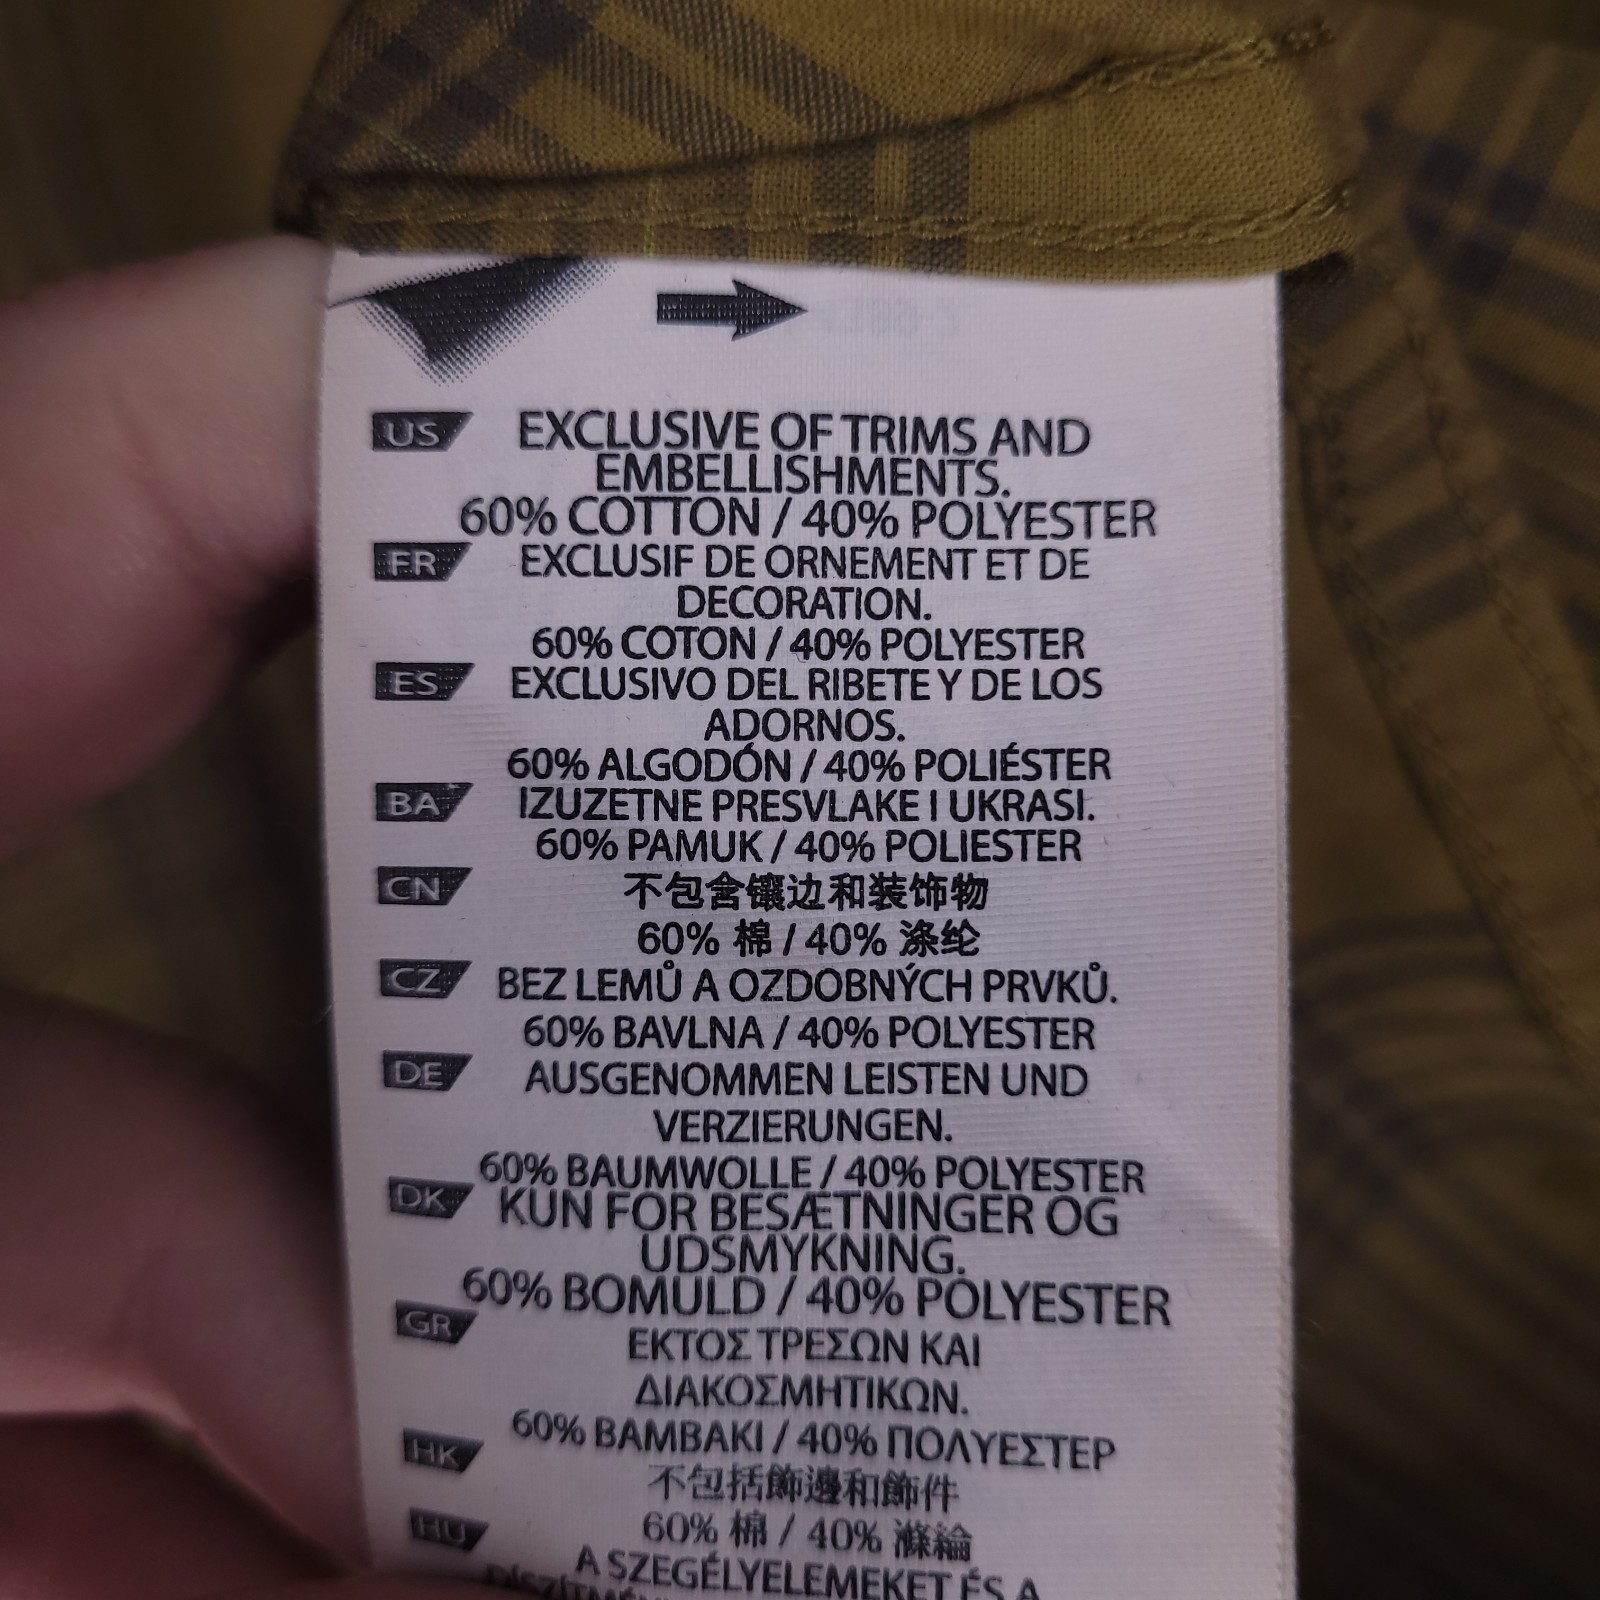 US EXCLUSIVE OF TRIMS AND
EMBELLISHMENTS.
60% COTTON / 40% POLYESTER
FR EXCLUSIF DE ORNEMENT ET DE
DECORATION.
60% COTON / 40% POLYESTER
ES EXCLUSIVO DEL RIBETE Y DE LOS
ADORNOS.
60% ALGODÓN / 40% POLIÉSTER
BA IZUZETNE PRESVLAKE I UKRASI.
60% PAMUK / 40% POLIESTER
CN 不包含镶边和装饰物
60% 棉 / 40% 涤纶
CZ BEZ LEMŮ A OZDOBNÝCH PRVKŮ.
60% BAVLNA / 40% POLYESTER
DE AUSGENOMMEN LEISTEN UND
VERZIERUNGEN.
60% BAUMWOLLE / 40% POLYESTER
DK KUN FOR BESÆTNINGER OG
UDSMYKNING.
60% BOMULD / 40% POLYESTER
GR ΕΚΤΟΣ ΤΡΕΣΩΝ ΚΑΙ
ΔΙΑΚΟΣΜΗΤΙΚΩΝ.
60% ΒΑΜΒΑΚΙ / 40% ΠΟΛΥΕΣΤΕΡ
HK 不包括飾邊和飾件
60% 棉 / 40% 滌綸
HU A SZEGÉLYELEMEKET ÉS A